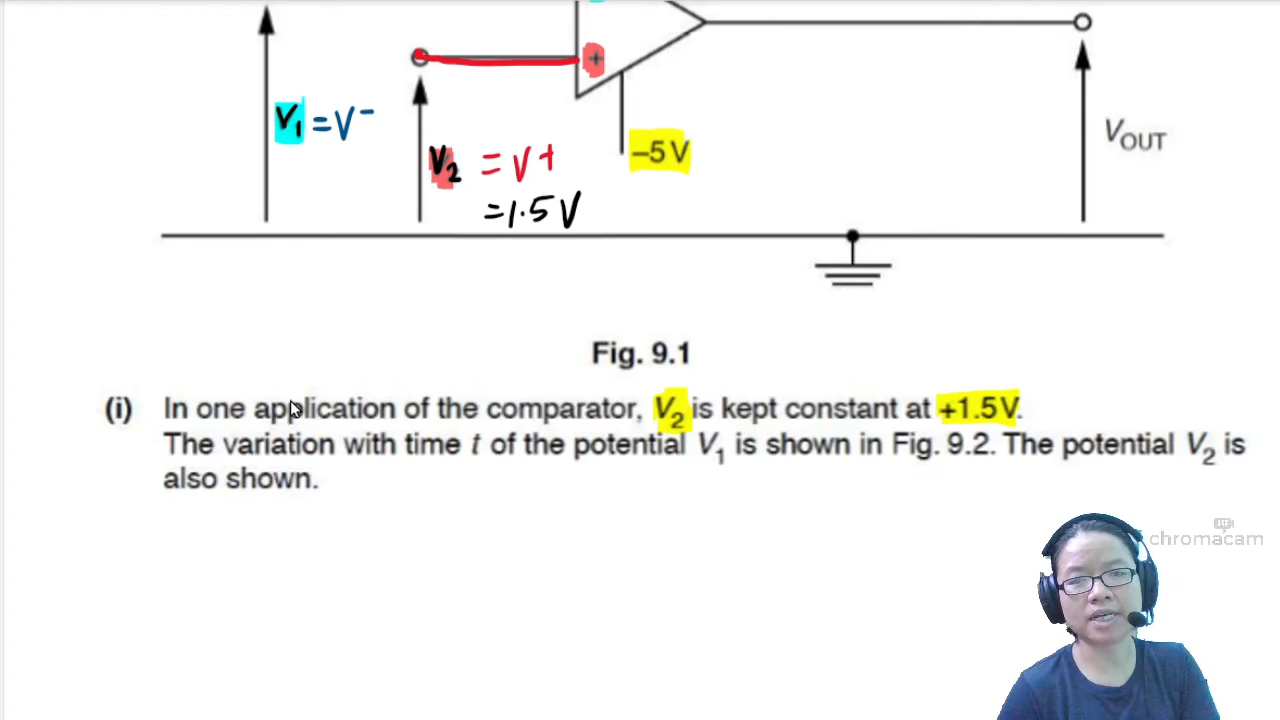 +
V1 = V-
VOUT
-5 V
V2 = V+
=1.5 V
Fig. 9.1
(i) In one application of the comparator, V2 is kept constant at +1.5 V.
The variation with time t of the potential V1 is shown in Fig. 9.2. The potential V2 is
also shown.
chromacam